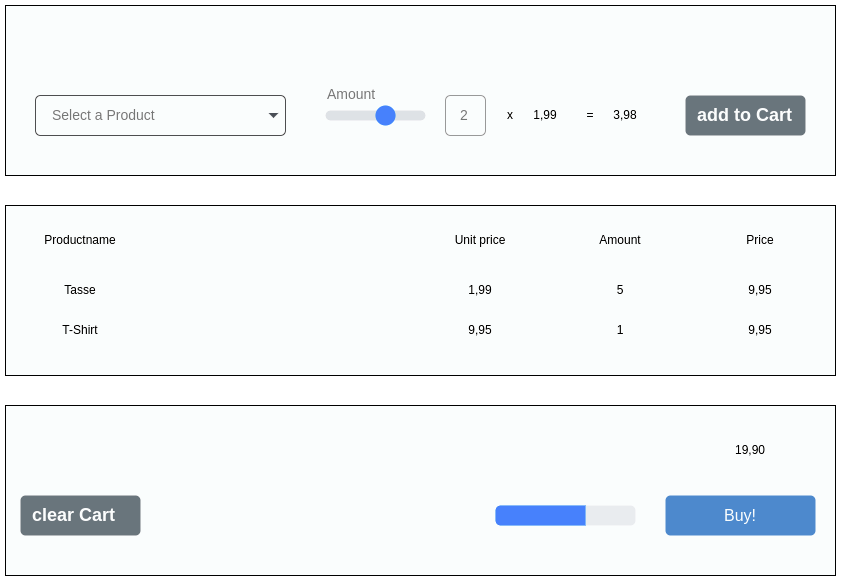 Amount
Select a Product 2 x 1,99 = 3,98 add to Cart
Productname Unit price Amount Price
Tasse 1,99 5 9,95
T-Shirt 9,95 1 9,95
19,90
clear Cart Buy!